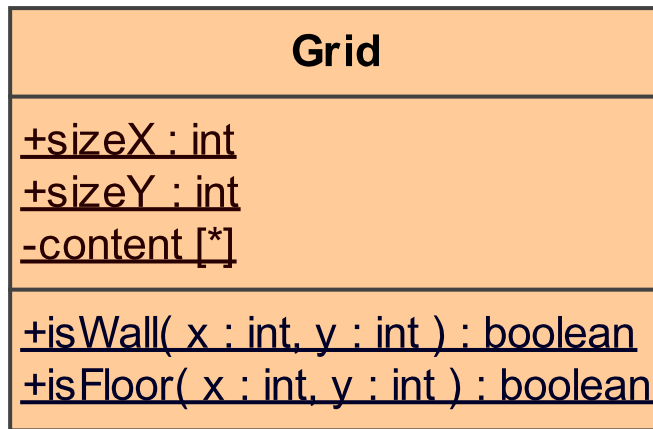 Grid
+sizeX : int
+sizeY : int
-content [*]
+isWall( x : int, y : int ) : boolean
+isFloor( x : int, y : int ) : boolean